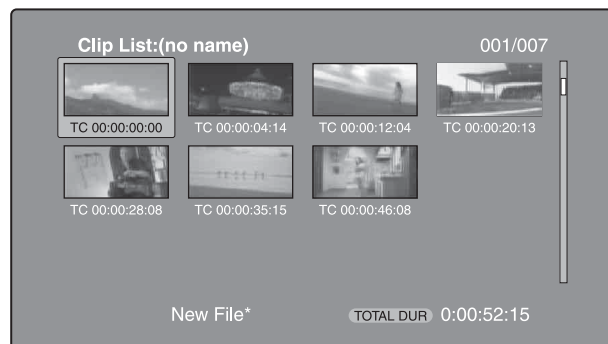 Clip List:(no name) 001/007
TC 00:00:00:00 TC 00:00:04:14 TC 00:00:12:04 TC 00:00:20:13
TC 00:00:28:08 TC 00:00:35:15 TC 00:00:46:08
New File* TOTAL DUR 0:00:52:15